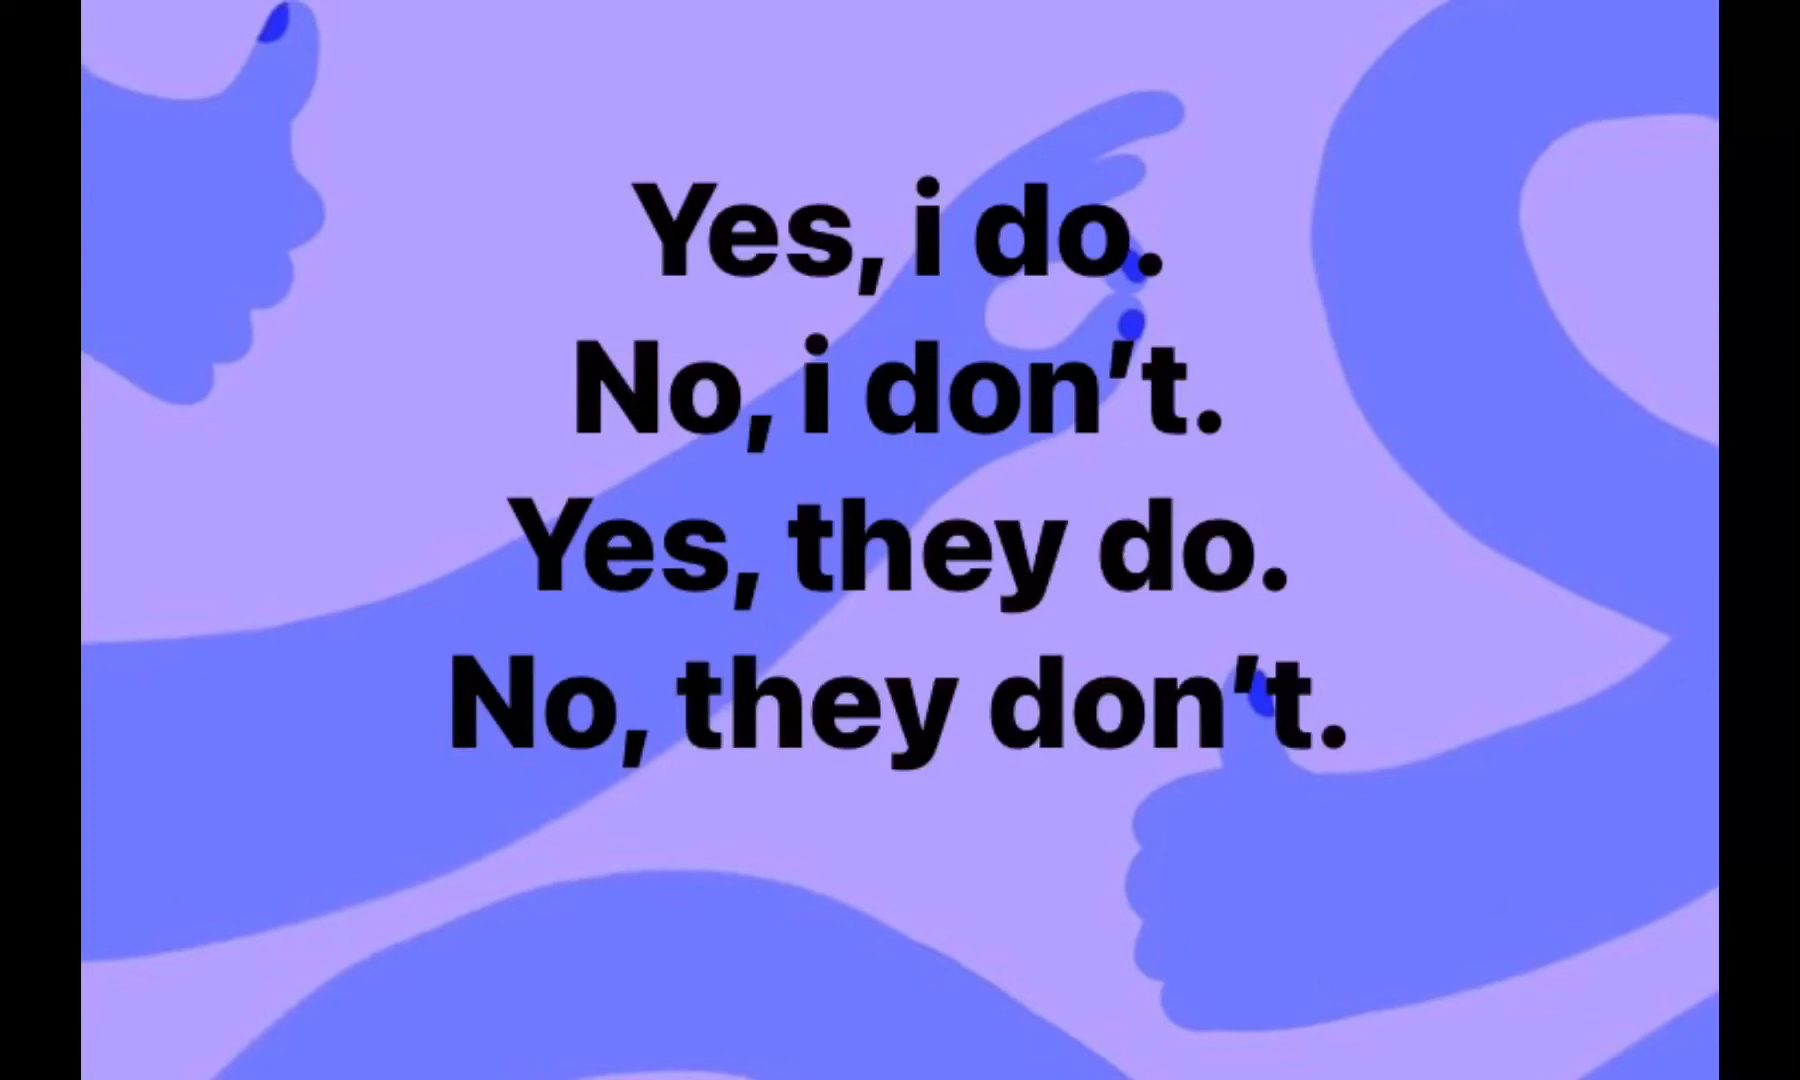 Yes, i do.
No, i don’t.
Yes, they do.
No, they don’t.